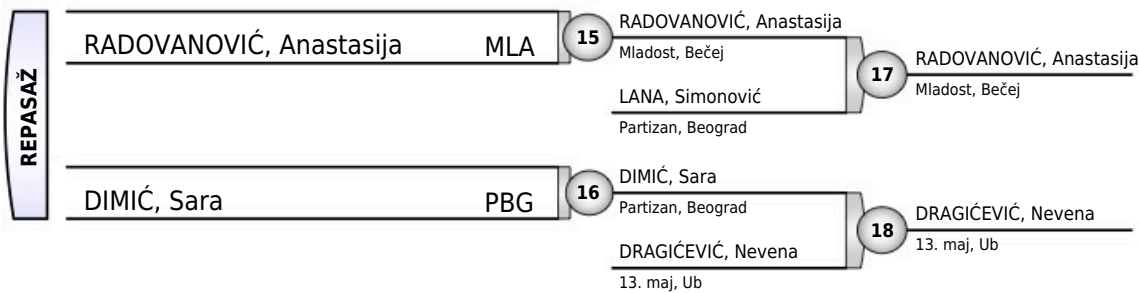 REPASAŽ
RADOVANOVIĆ, Anastasija MLA
15
RADOVANOVIĆ, Anastasija
Mladost, Bečej
LANA, Simonović
Partizan, Beograd
17
RADOVANOVIĆ, Anastasija
Mladost, Bečej
DIMIĆ, Sara PBG
16
DIMIĆ, Sara
Partizan, Beograd
DRAGIĆEVIĆ, Nevena
13. maj, Ub
18
DRAGIĆEVIĆ, Nevena
13. maj, Ub